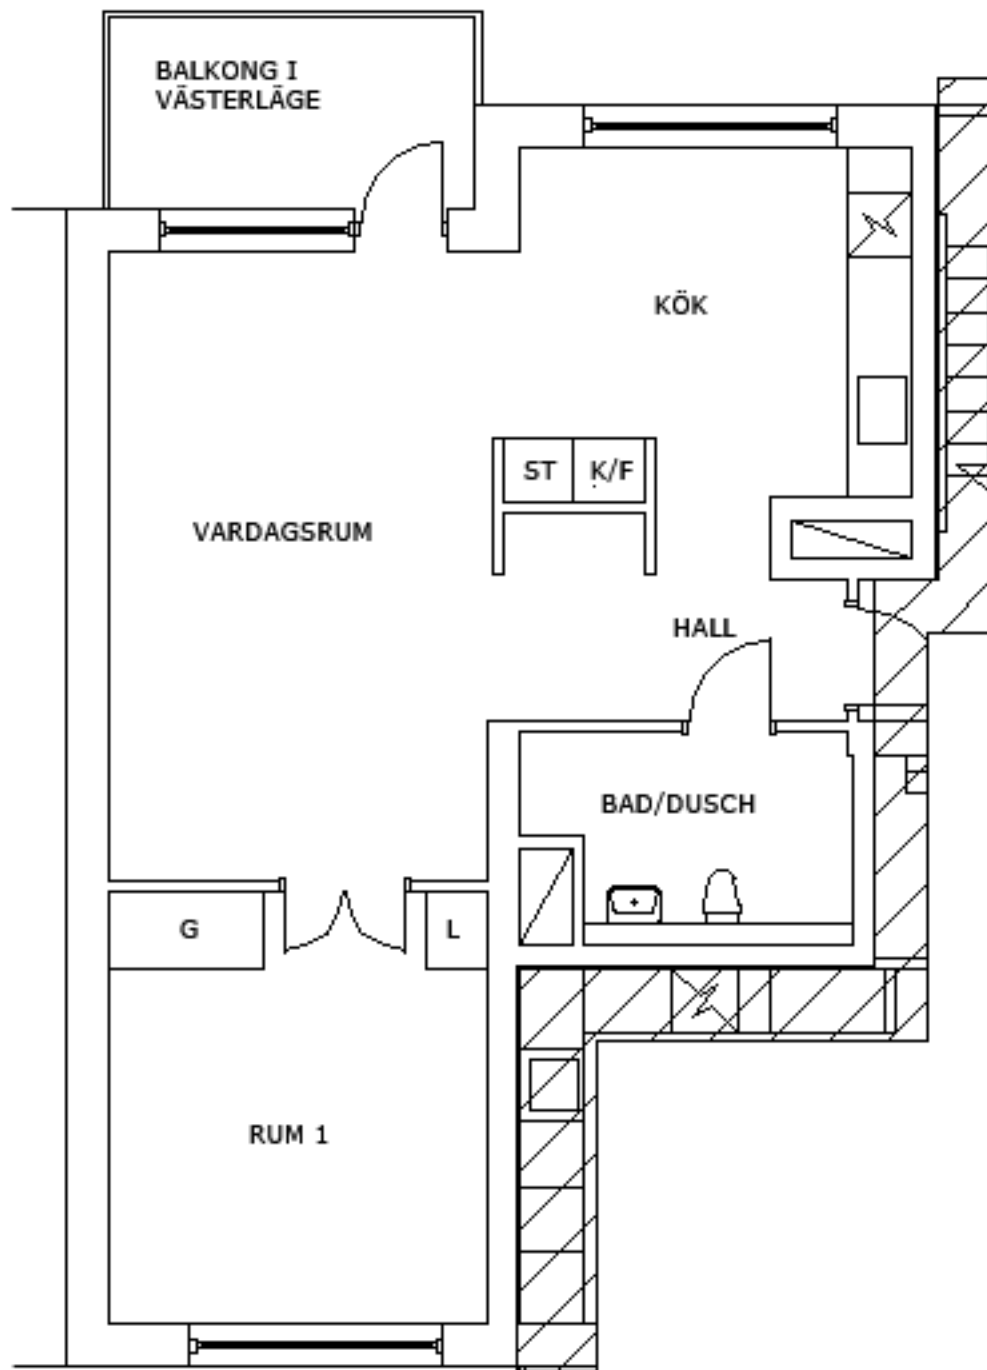 BALKONG I
VÄSTERLÄGE
KÖK
ST
K/F
VARDAGSRUM
HALL
BAD/DUSCH
G
L
RUM 1